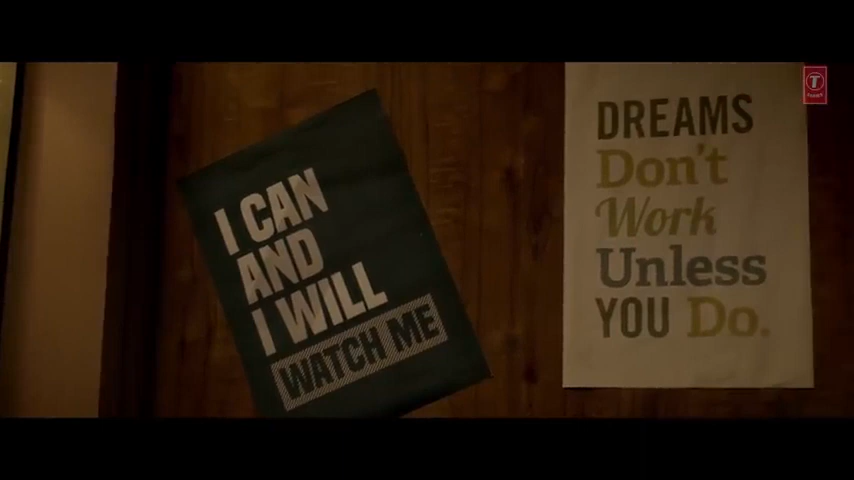 I CAN
AND
I WILL
WATCH ME
DREAMS
Don't
Work
Unless
YOU Do.
T